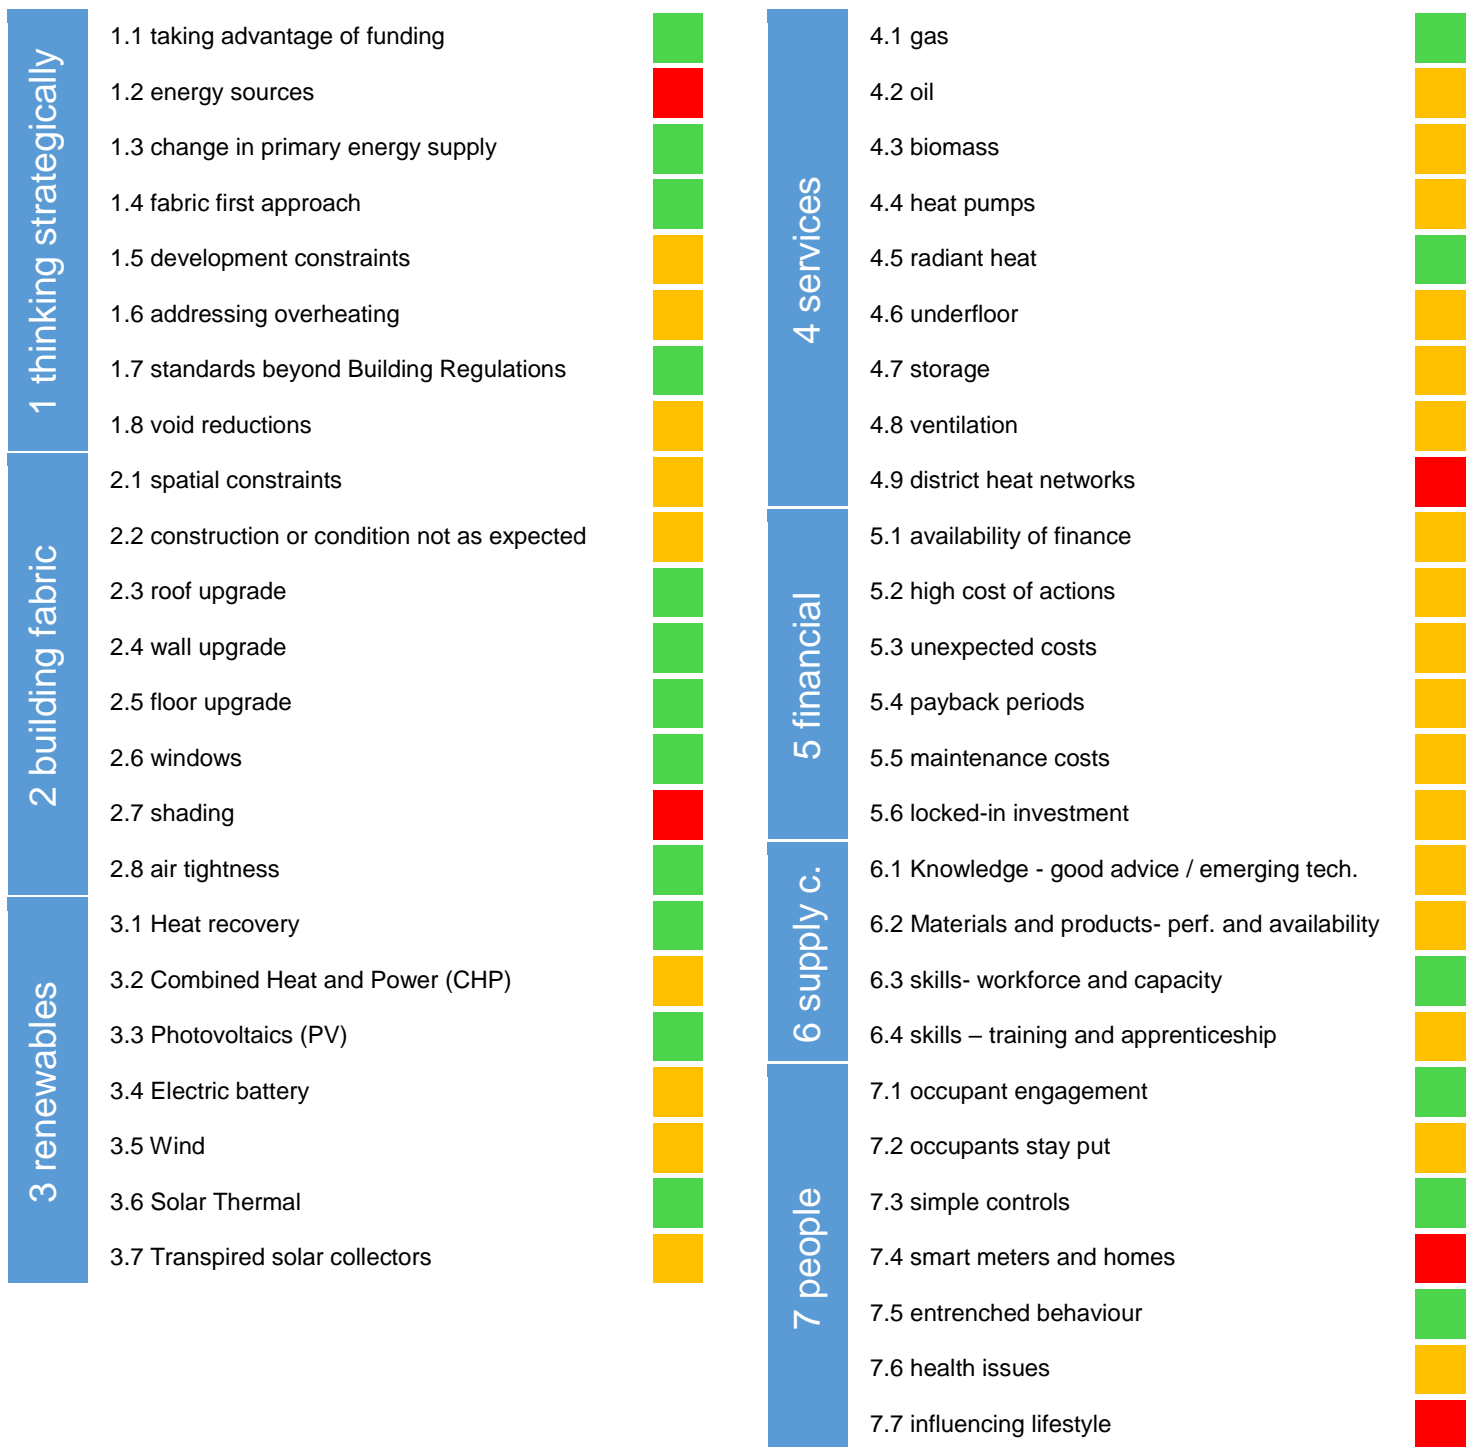 1 thinking strategically
1.1 taking advantage of funding
1.2 energy sources
1.3 change in primary energy supply
1.4 fabric first approach
1.5 development constraints
1.6 addressing overheating
1.7 standards beyond Building Regulations
1.8 void reductions
2 building fabric
2.1 spatial constraints
2.2 construction or condition not as expected
2.3 roof upgrade
2.4 wall upgrade
2.5 floor upgrade
2.6 windows
2.7 shading
2.8 air tightness
3 renewables
3.1 Heat recovery
3.2 Combined Heat and Power (CHP)
3.3 Photovoltaics (PV)
3.4 Electric battery
3.5 Wind
3.6 Solar Thermal
3.7 Transpired solar collectors
4 services
4.1 gas
4.2 oil
4.3 biomass
4.4 heat pumps
4.5 radiant heat
4.6 underfloor
4.7 storage
4.8 ventilation
4.9 district heat networks
5 financial
5.1 availability of finance
5.2 high cost of actions
5.3 unexpected costs
5.4 payback periods
5.5 maintenance costs
5.6 locked-in investment
6 supply c.
6.1 Knowledge - good advice / emerging tech.
6.2 Materials and products- perf. and availability
6.3 skills- workforce and capacity
6.4 skills – training and apprenticeship
7 people
7.1 occupant engagement
7.2 occupants stay put
7.3 simple controls
7.4 smart meters and homes
7.5 entrenched behaviour
7.6 health issues
7.7 influencing lifestyle